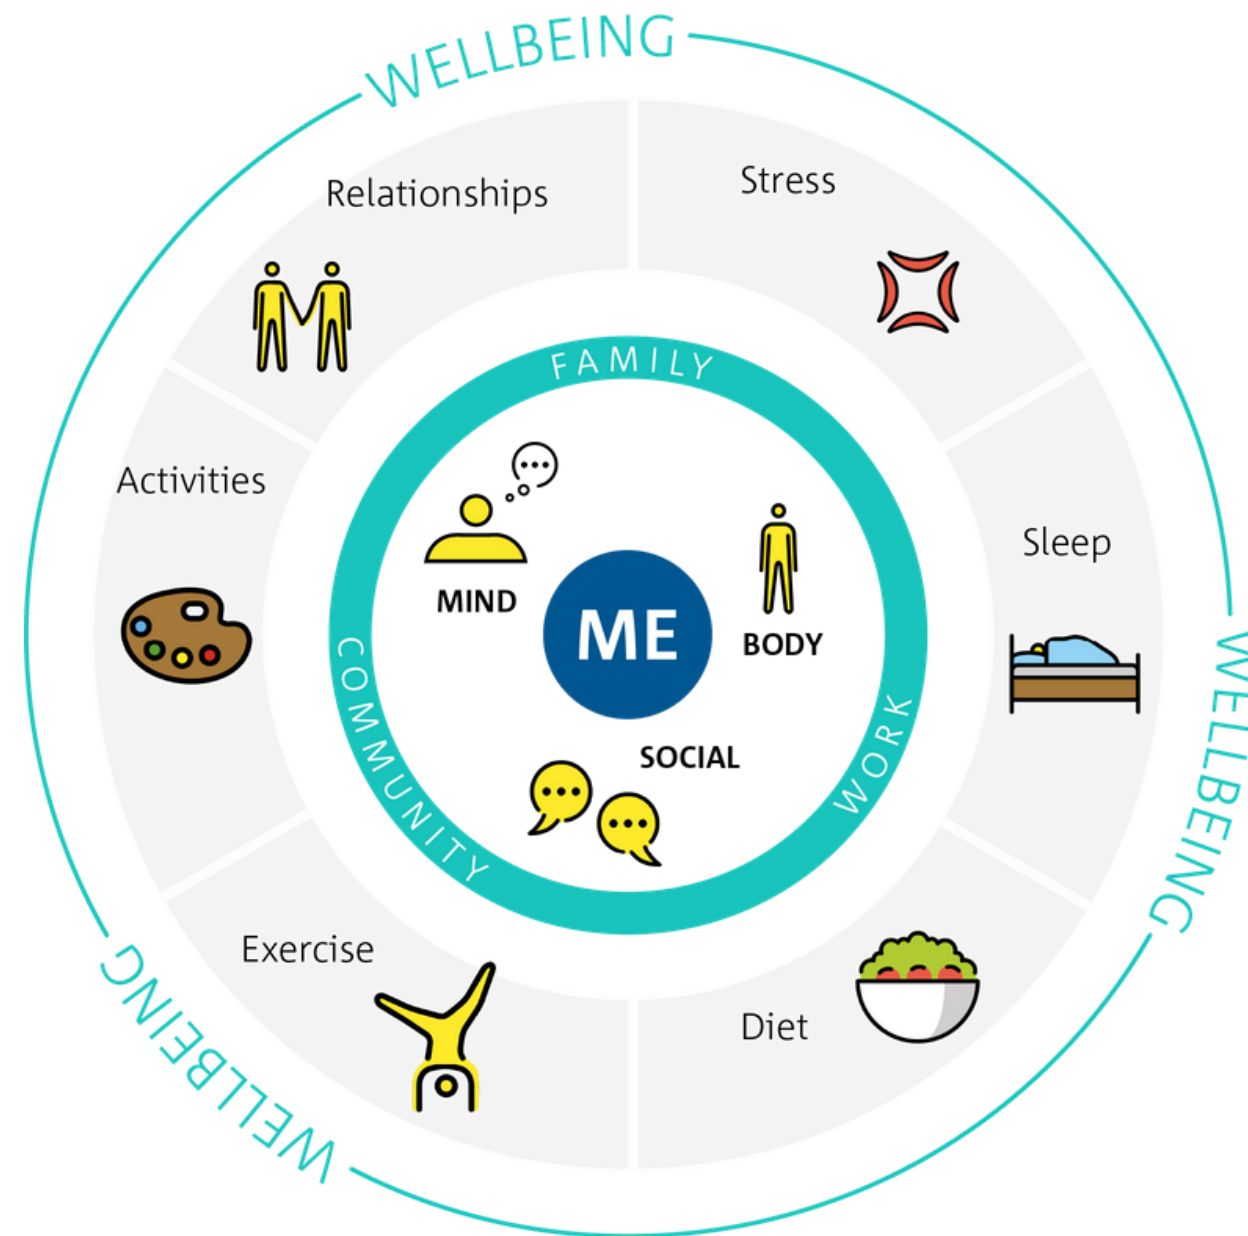 WELLBEING
Relationships
Stress
Activities
Sleep
FAMILY
MIND
ME
BODY
SOCIAL
COMMUNITY
WORK
Exercise
Diet
WELLBEING
WELLBEING